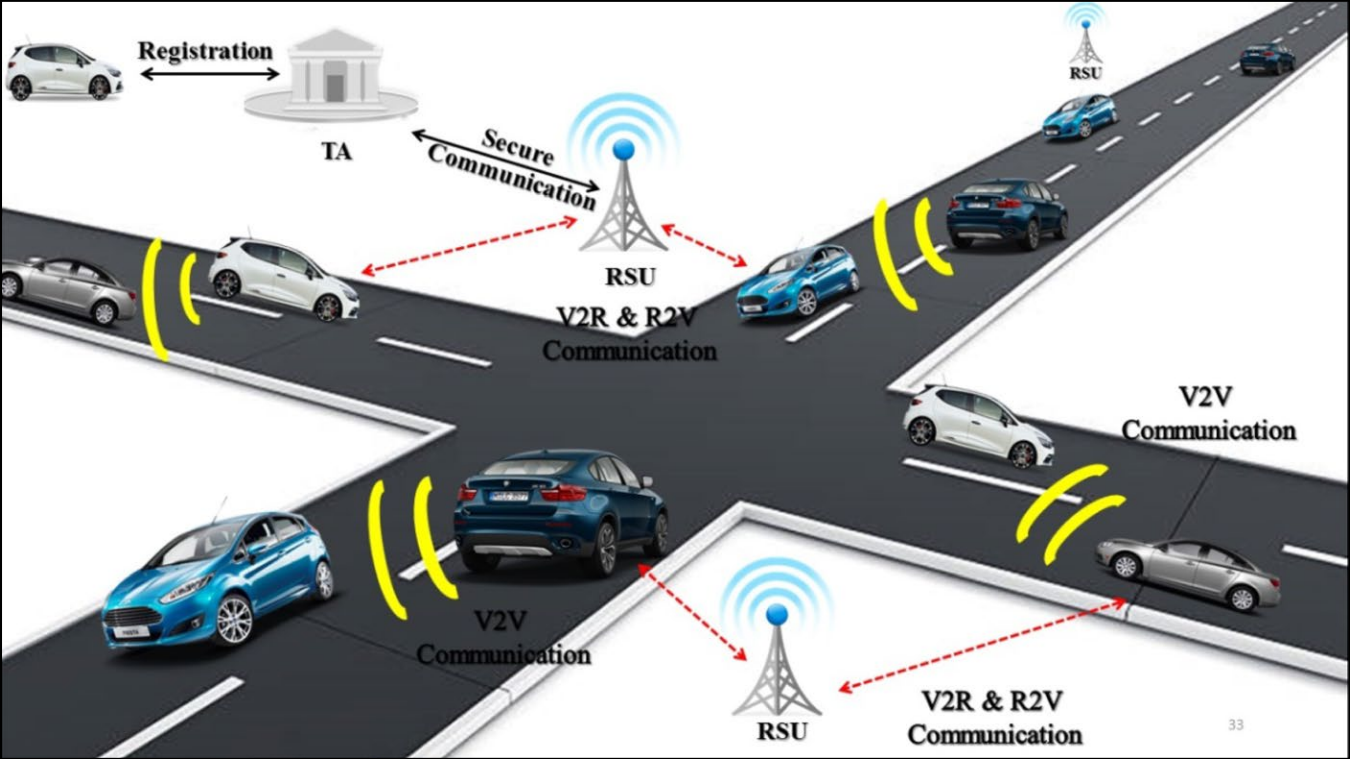 Registration
TA
Secure
Communication
RSU
V2R & R2V
Communication
RSU
V2V
Communication
V2V
Communication
RSU
V2R & R2V
Communication
33